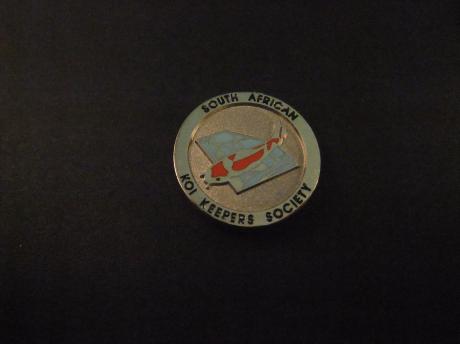 SOUTH AFRICAN
KOI KEEPERS SOCIETY